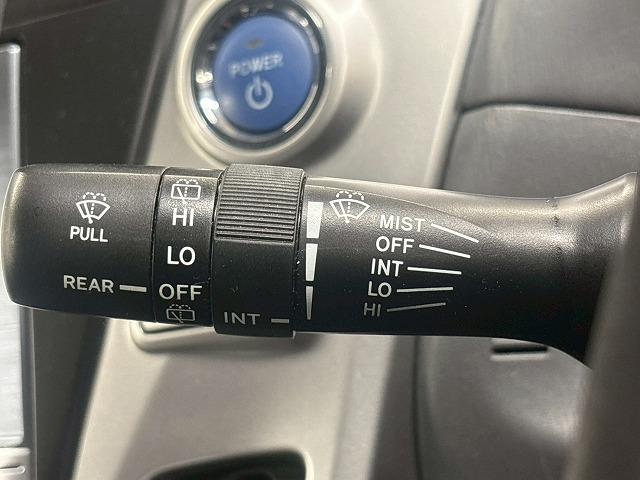 POWER
PULL
REAR
HI
LO
OFF
INT
MIST
OFF
INT
LO
HI